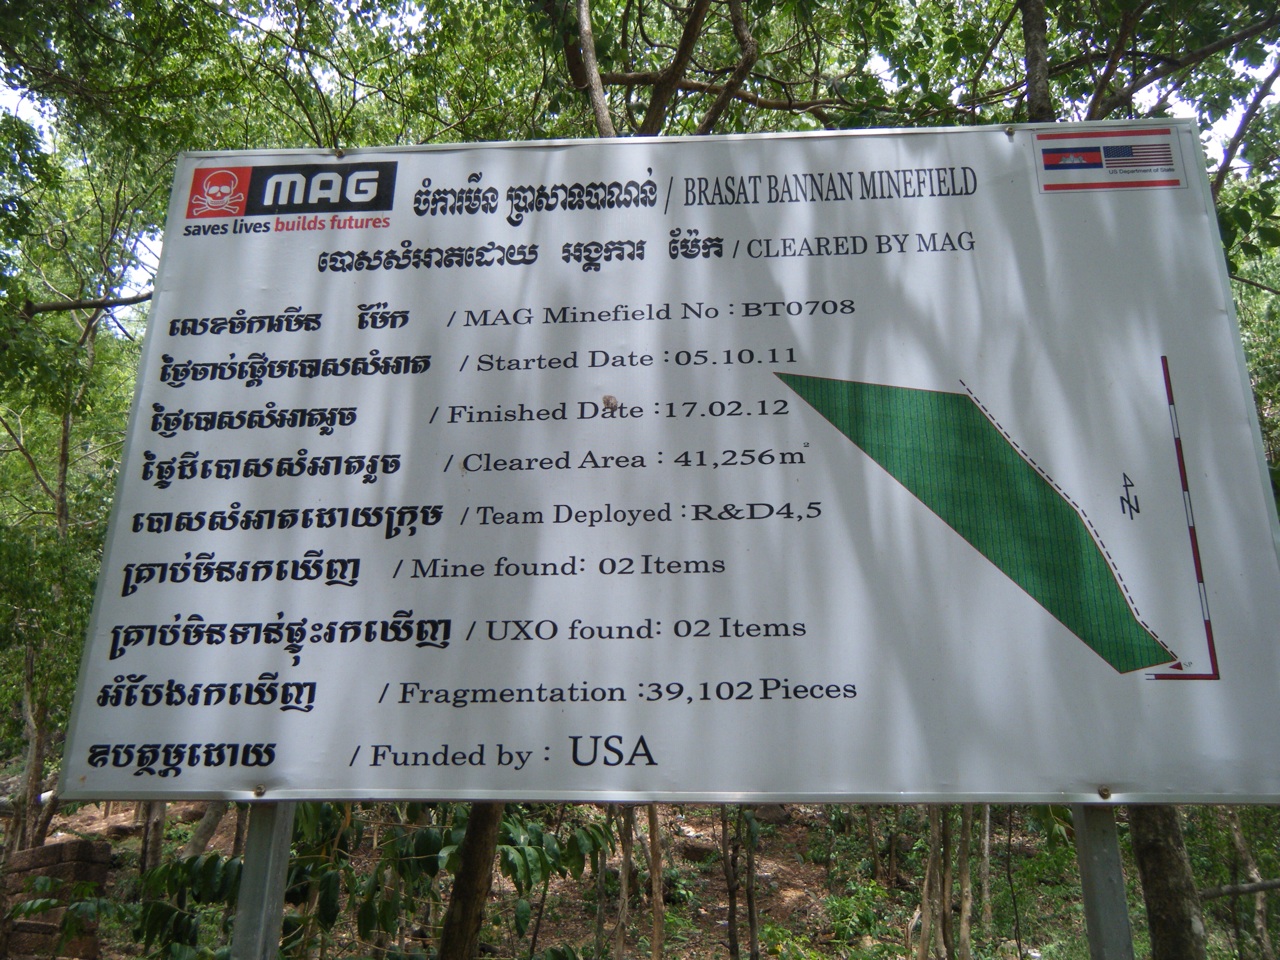 MAG
saves lives builds futures
ចំការមីន ប្រាសាទបាណន់ / BRASAT BANNAN MINEFIELD
US Department of State
បោសសំអាតដោយ អង្គការ ម៉ែក / CLEARED BY MAG
លេខចំការមីន ម៉ែក / MAG Minefield No : BT0708
ថ្ងៃចាប់ផ្តើមបោសសំអាត / Started Date : 05.10.11
ថ្ងៃបោសសំអាតរួច / Finished Date : 17.02.12
ផ្ទៃដីបោសសំអាតរួច / Cleared Area : 41,256m²
បោសសំអាតដោយក្រុម / Team Deployed : R&D4,5
គ្រាប់មីនរកឃើញ / Mine found: 02 Items
គ្រាប់មិនទាន់ផ្ទុះរកឃើញ / UXO found: 02 Items
អំបែងរកឃើញ / Fragmentation :39,102 Pieces
ឧបត្ថម្ភដោយ / Funded by : USA
N